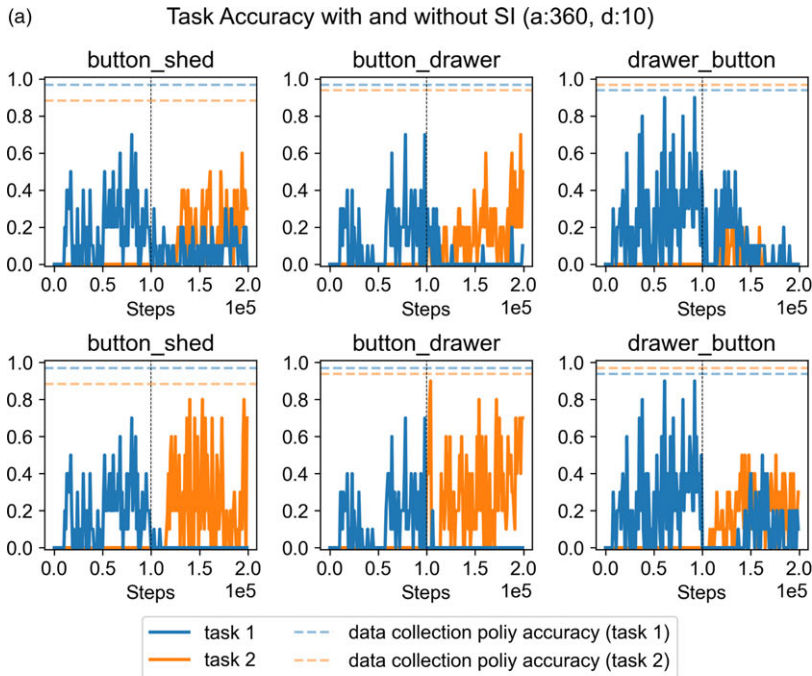 (a)
Task Accuracy with and without SI (a:360, d:10)
button_shed button_drawer drawer_button
1.0
0.8
0.6
0.4
0.2
0.0
0.0 0.5 1.0 1.5 2.0 0.0 0.5 1.0 1.5 2.0 0.0 0.5 1.0 1.5 2.0
Steps 1e5 Steps 1e5 Steps 1e5
button_shed button_drawer drawer_button
1.0
0.8
0.6
0.4
0.2
0.0
0.0 0.5 1.0 1.5 2.0 0.0 0.5 1.0 1.5 2.0 0.0 0.5 1.0 1.5 2.0
Steps 1e5 Steps 1e5 Steps 1e5
task 1 data collection poliy accuracy (task 1)
task 2 data collection poliy accuracy (task 2)